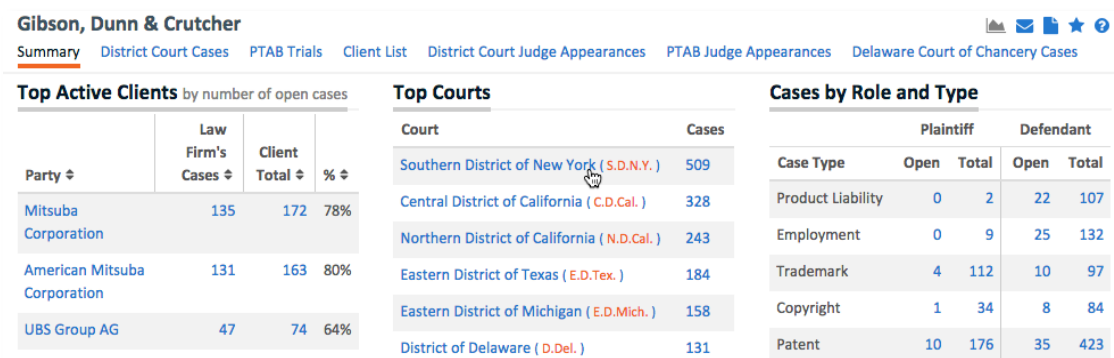 Gibson, Dunn & Crutcher
Summary District Court Cases PTAB Trials Client List District Court Judge Appearances PTAB Judge Appearances Delaware Court of Chancery Cases
Top Active Clients by number of open cases
Law
Firm's Client
Party Cases Total %
Mitsuba 135 172 78%
Corporation
American Mitsuba 131 163 80%
Corporation
UBS Group AG 47 74 64%
Top Courts
Court Cases
Southern District of New York ( S.D.N.Y. ) 509
Central District of California ( C.D.Cal. ) 328
Northern District of California ( N.D.Cal. ) 243
Eastern District of Texas ( E.D.Tex. ) 184
Eastern District of Michigan ( E.D.Mich. ) 158
District of Delaware ( D.Del. ) 131
Cases by Role and Type
Plaintiff Defendant
Case Type Open Total Open Total
Product Liability 0 2 22 107
Employment 0 9 25 132
Trademark 4 112 10 97
Copyright 1 34 8 84
Patent 10 176 35 423